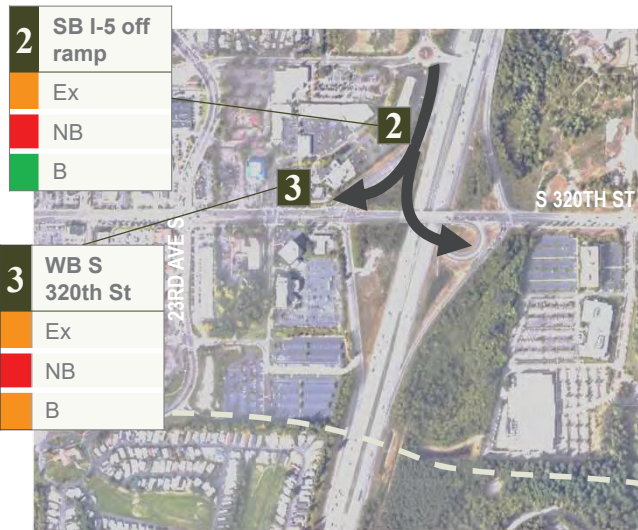 2 SB I-5 off
ramp
Ex
NB
B
2
3
S 320TH ST
23RD AVE S
3 WB S
320th St
Ex
NB
B